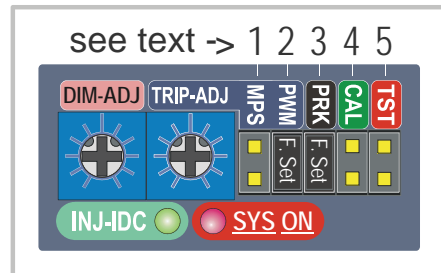 see text -> 1 2 3 4 5
DIM-ADJ TRIP-ADJ MPS PWM PRK CAL TST
F. Set F. Set
INJ-IDC SYS ON